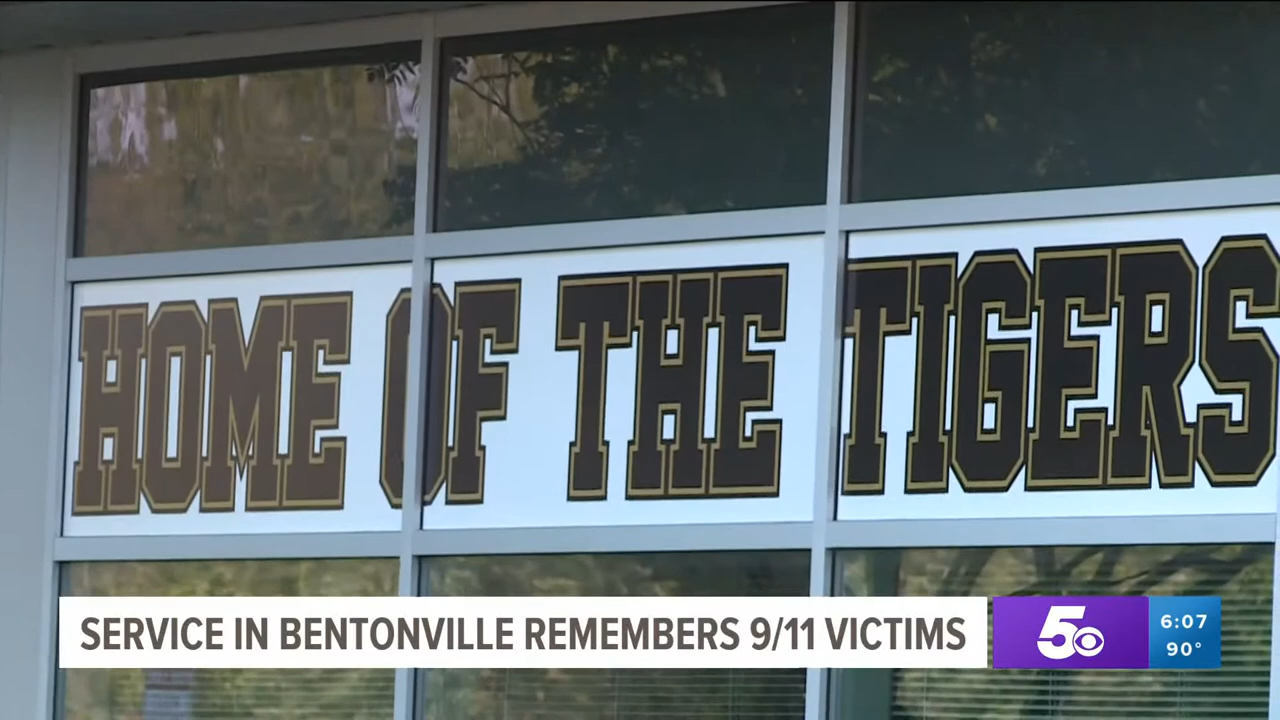 HOME OF THE TIGERS
SERVICE IN BENTONVILLE REMEMBERS 9/11 VICTIMS
5
6:07
90°